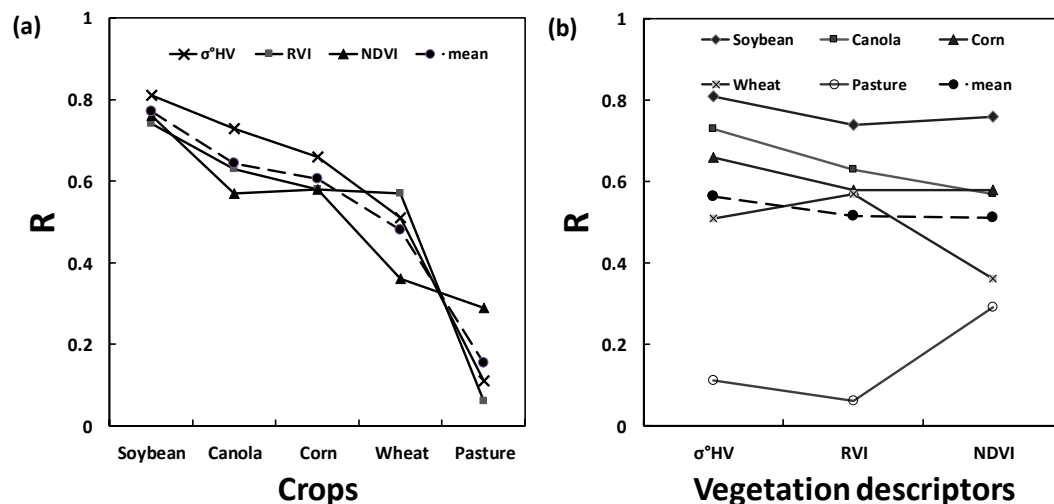 (a)
1
σ°HV RVI NDVI mean
0.8
0.6
R
0.4
0.2
0
Soybean Canola Corn Wheat Pasture
Crops
(b)
1
Soybean Canola Corn
Wheat Pasture mean
0.8
0.6
R
0.4
0.2
0
σ°HV RVI NDVI
Vegetation descriptors